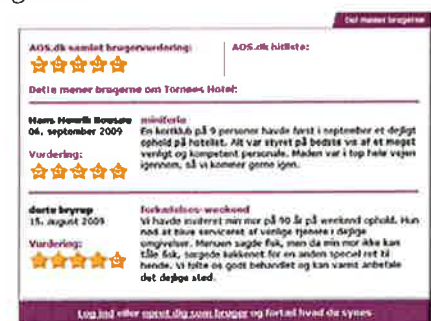 Det mener brugerne
AOS.dk samlet brugervurdering:
AOS.dk hitliste:
Dette mener brugerne om Tornøes Hotel:
Hans Henrik
06. september 2009
Vurdering:
miniferie
En kortklub på 9 personer havde først i september et dejligt
ophold på hotellet. Alt var styret på bedste vis af et meget
venligt og kompetent personale. Maden var i top hele vejen
igennem, så vi kommer gerne igen.
dorte bryrup
15. august 2009
Vurdering:
forkælelses-weekend
Vi havde inviteret min mor på 90 år på weekend ophold. Hun
nød at blive serviceret af venlige tjenere i dejlige
omgivelser. Menuen sagde fisk, men da min mor ikke kan
tåle fisk, sørgede køkkenet for en anden speciel ret til
hende. Vi følte os godt behandlet og kan varmt anbefale
det dejlige sted.
Log ind eller opret dig som bruger og fortæl hvad du synes